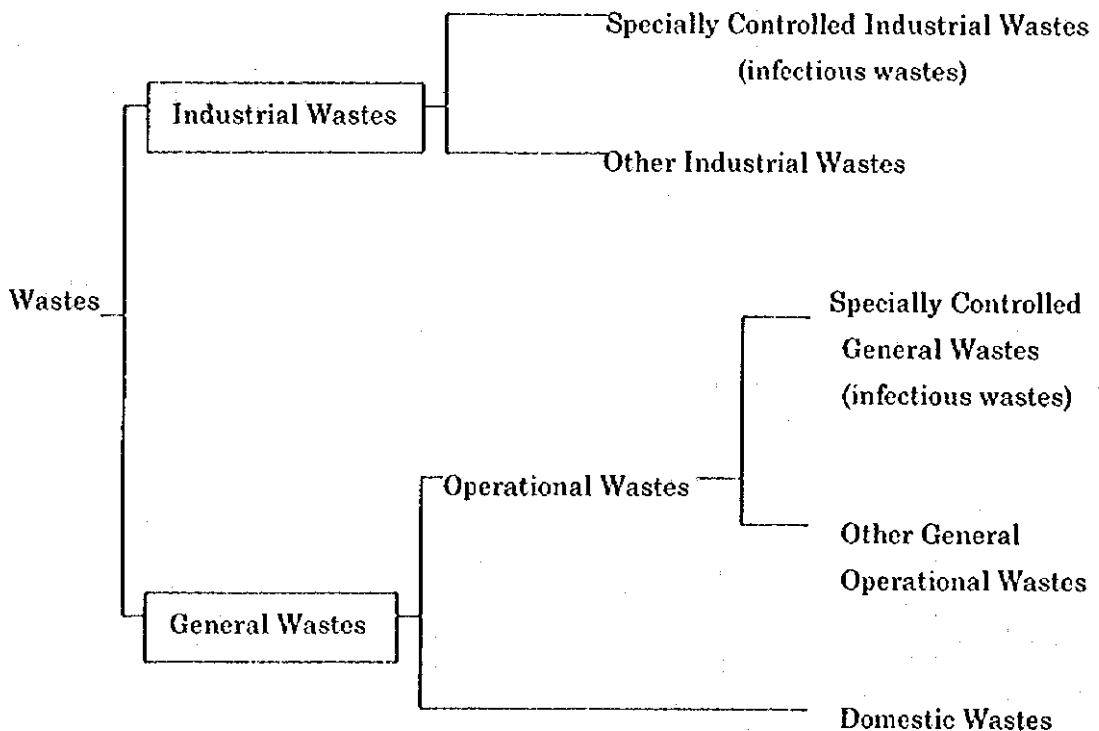 Specially Controlled Industrial Wastes
(infectious wastes)
Industrial Wastes
Other Industrial Wastes
Wastes
Specially Controlled
General Wastes
(infectious wastes)
Operational Wastes
Other General
Operational Wastes
General Wastes
Domestic Wastes